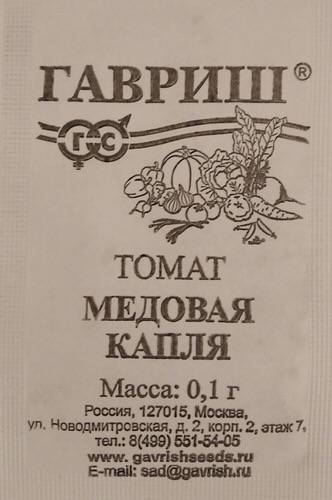 ГАВРИШ®
Г С
ТОМАТ
МЕДОВАЯ
КАПЛЯ
Масса: 0,1 г
Россия, 127015, Москва,
ул. Новодмитровская, д. 2, корп. 2, этаж 7,
тел.: 8(499) 551-54-05
www. gavrishseeds.ru
E-mail: sad@gavrish.ru